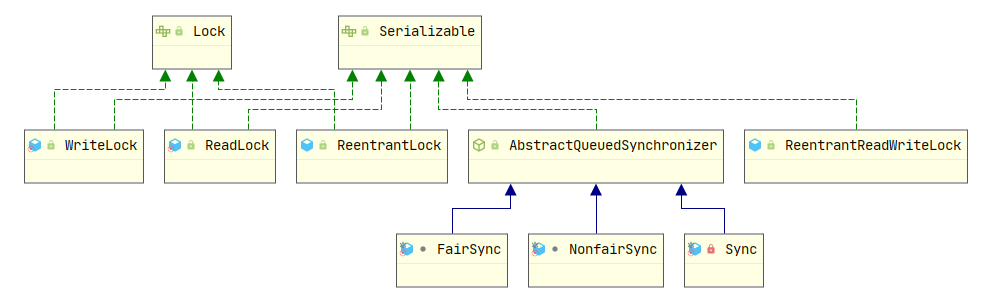 Lock
Serializable
WriteLock
ReadLock
ReentrantLock
AbstractQueuedSynchronizer
ReentrantReadWriteLock
FairSync
NonfairSync
Sync